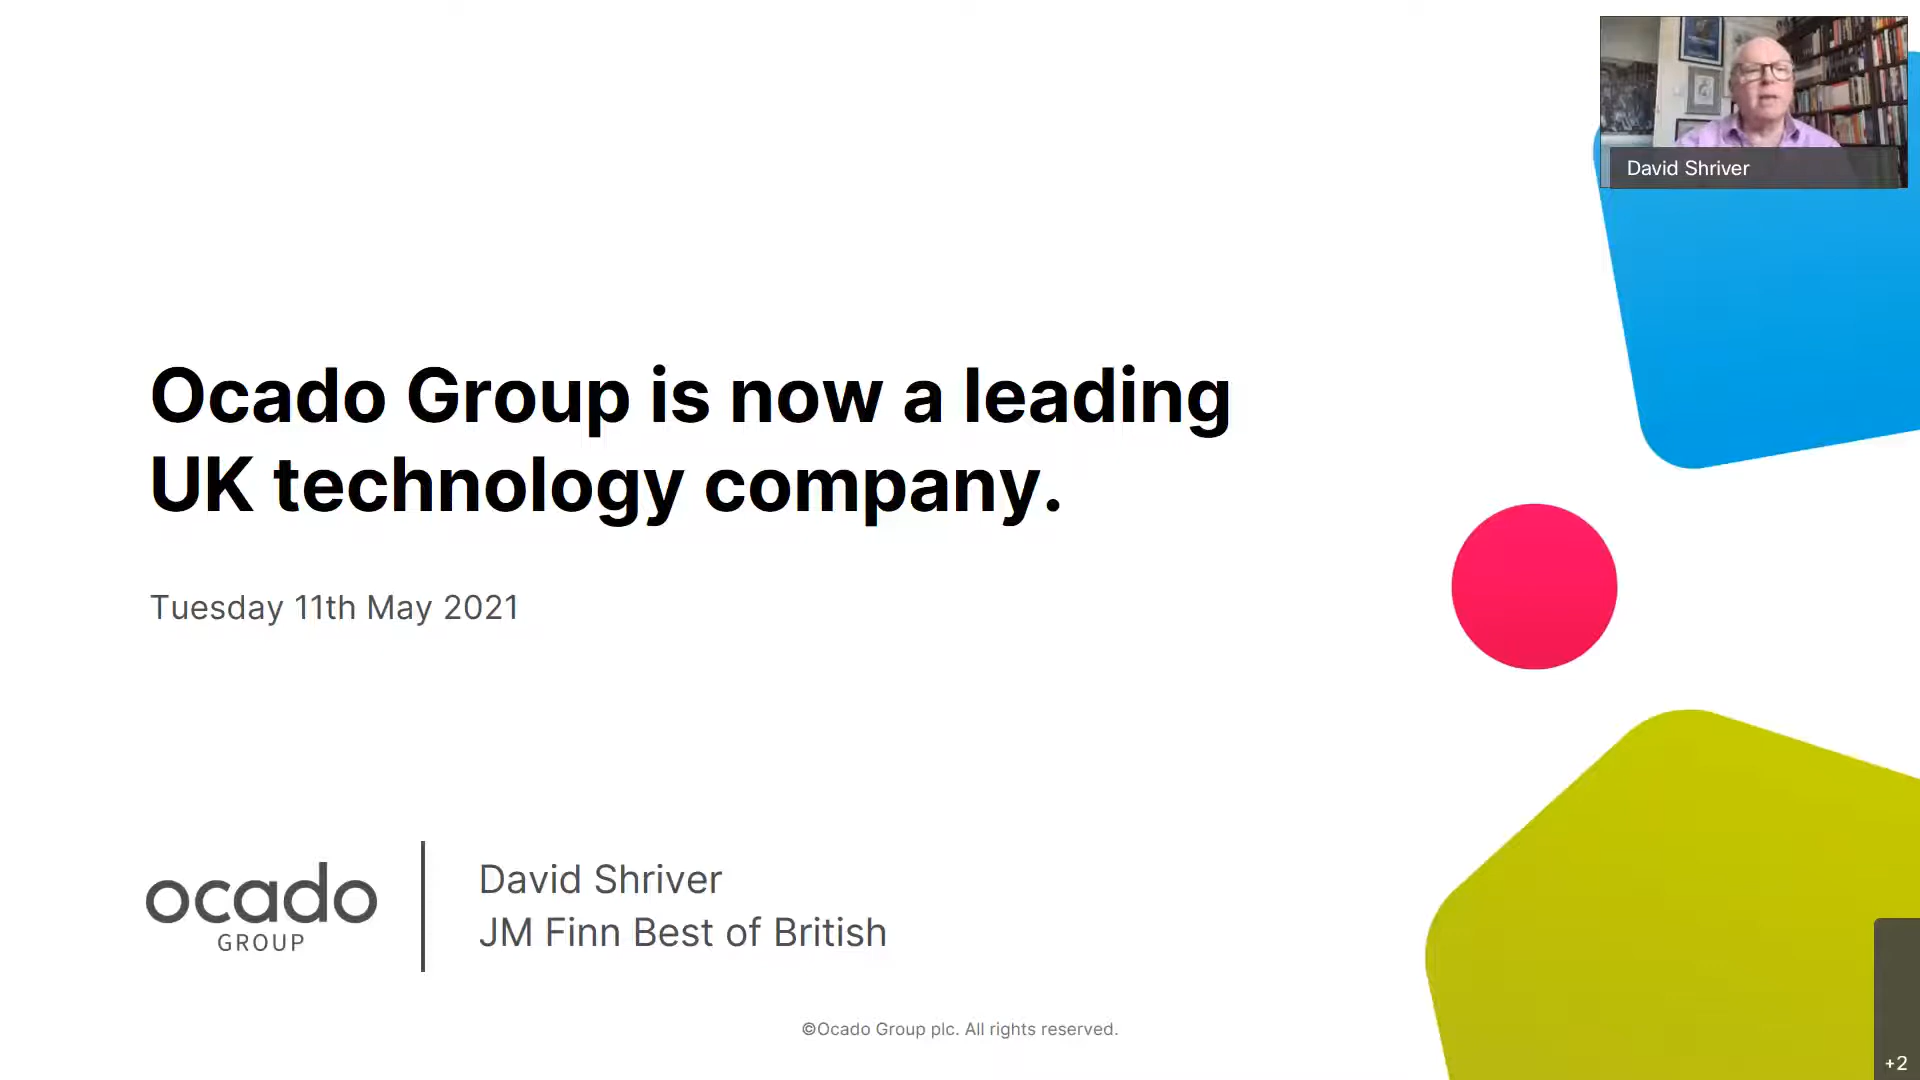 David Shriver
Ocado Group is now a leading
UK technology company.
Tuesday 11th May 2021
ocado
GROUP
David Shriver
JM Finn Best of British
©Ocado Group plc. All rights reserved.
+2